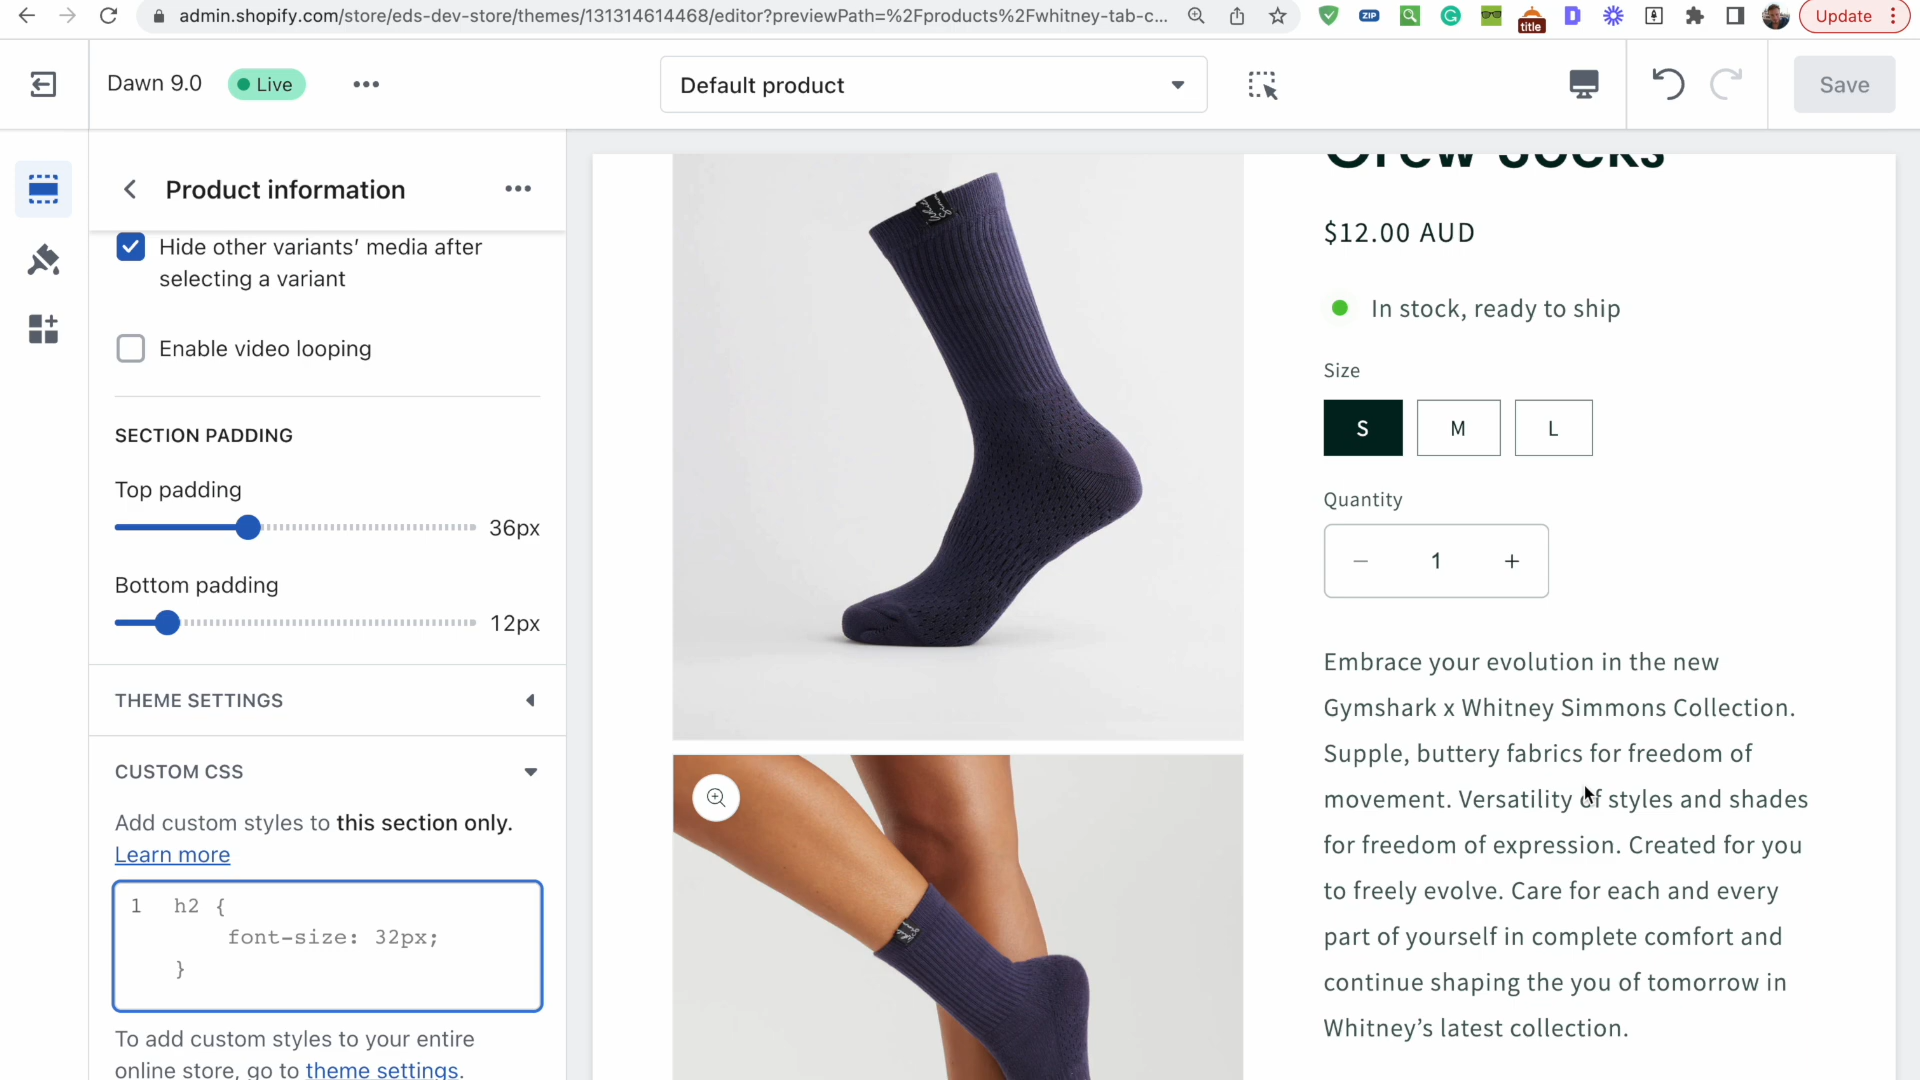 admin.shopify.com/store/eds-dev-store/themes/131314614468/editor?previewPath=%2Fproducts%2Fwhitney-tab-c...
ZIP
title
Update
Dawn 9.0
Live
Default product
Save
Product information
Hide other variants’ media after
selecting a variant
Enable video looping
SECTION PADDING
Top padding
36px
Bottom padding
12px
THEME SETTINGS
CUSTOM CSS
Add custom styles to this section only.
Learn more
1 h2 {
font-size: 32px;
}
To add custom styles to your entire
online store, go to theme settings.
Crew Socks
$12.00 AUD
In stock, ready to ship
Size
S
M
L
Quantity
1
Embrace your evolution in the new
Gymshark x Whitney Simmons Collection.
Supple, buttery fabrics for freedom of
movement. Versatility of styles and shades
for freedom of expression. Created for you
to freely evolve. Care for each and every
part of yourself in complete comfort and
continue shaping the you of tomorrow in
Whitney’s latest collection.